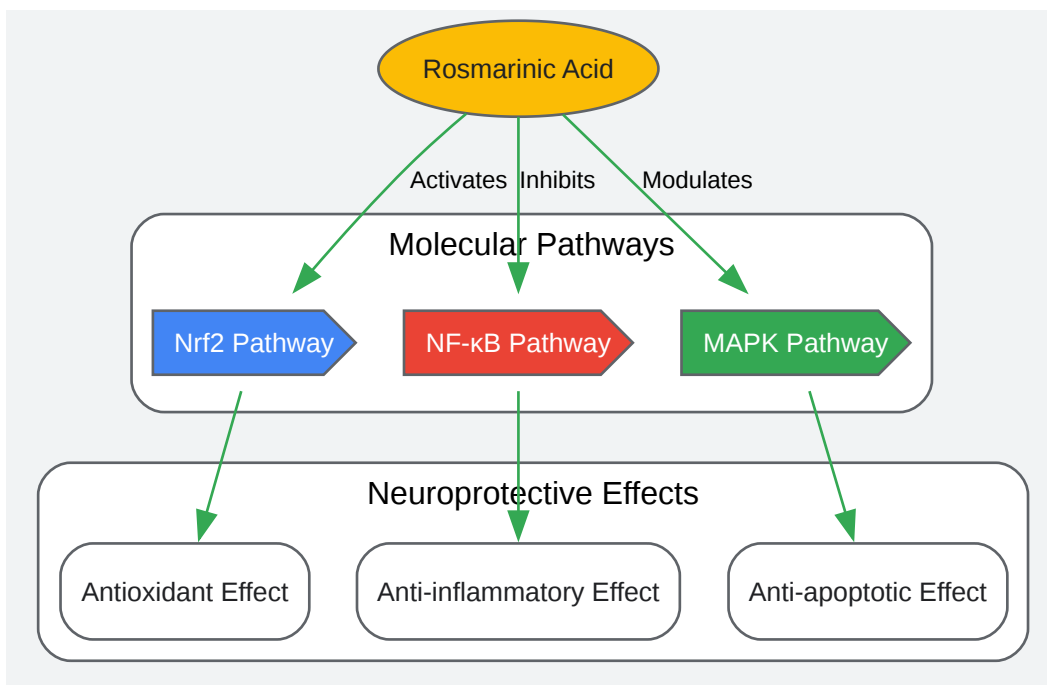 Rosmarinic Acid
Activates
Inhibits
Modulates
Molecular Pathways
Nrf2 Pathway
NF-κB Pathway
MAPK Pathway
Neuroprotective Effects
Antioxidant Effect
Anti-inflammatory Effect
Anti-apoptotic Effect